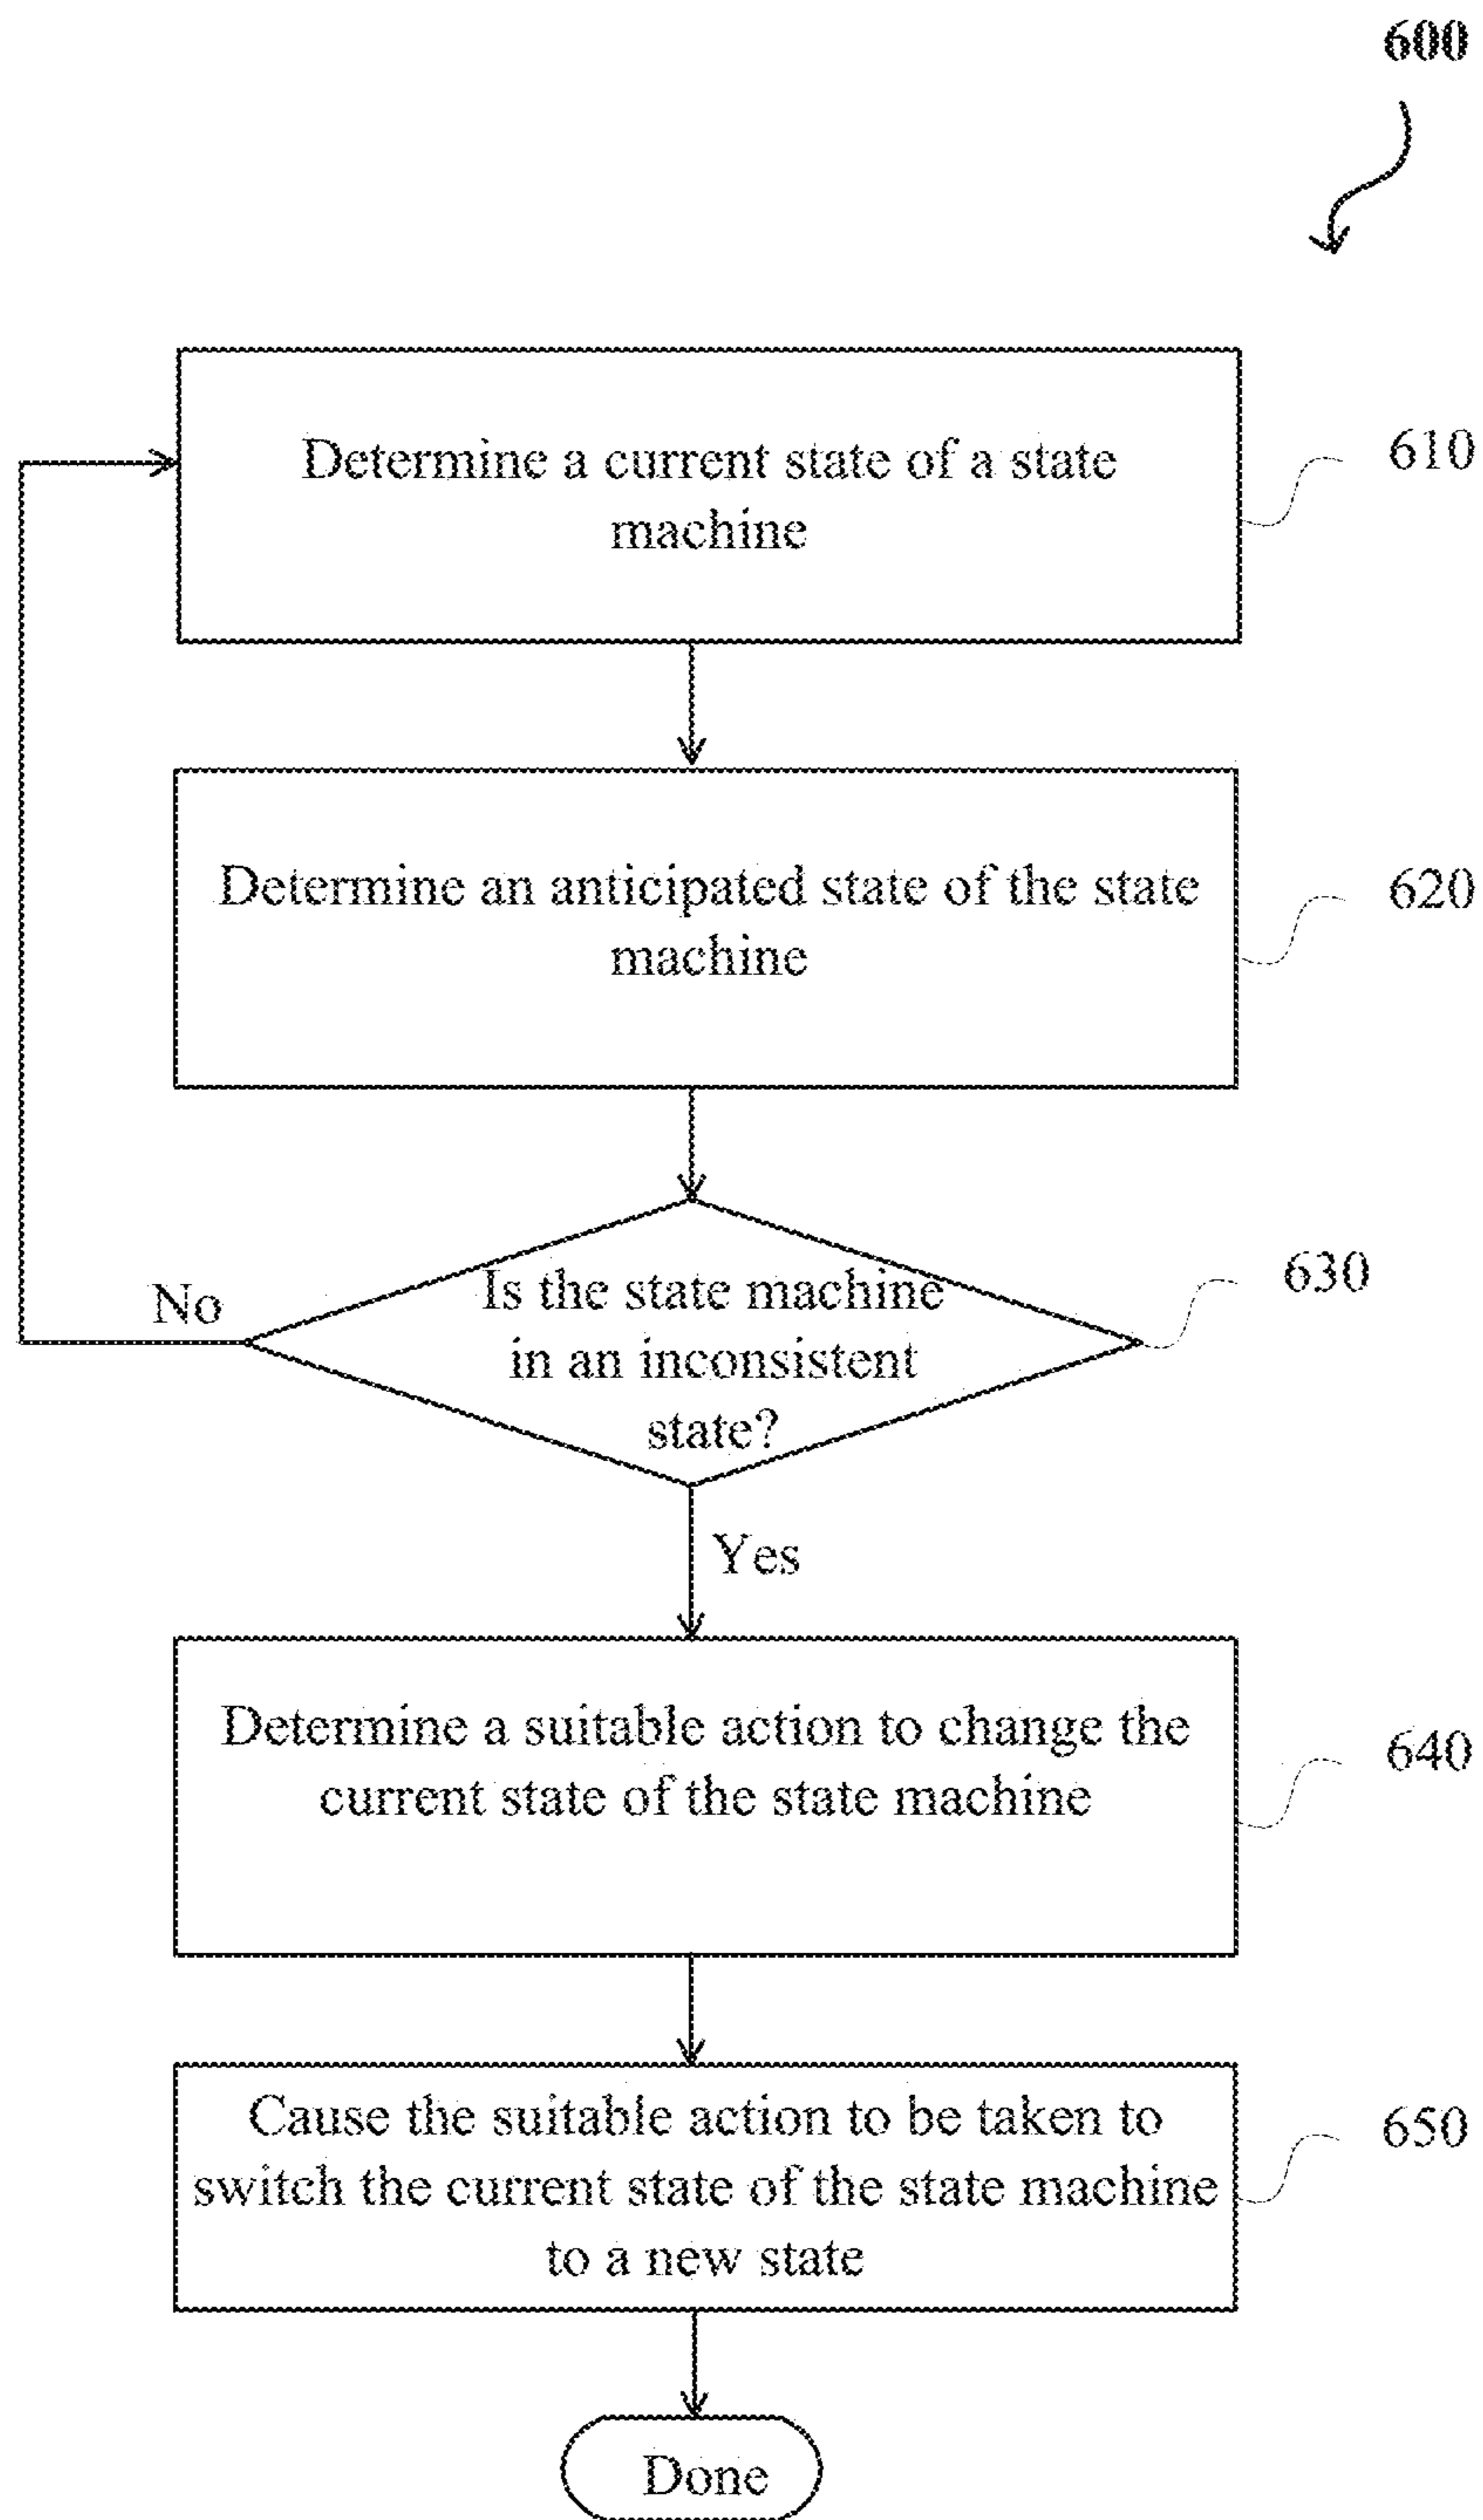 600
Determine a current state of a state
machine
610
Determine an anticipated state of the state
machine
620
Is the state machine
in an inconsistent
state?
630
No
Yes
Determine a suitable action to change the
current state of the state machine
640
Cause the suitable action to be taken to
switch the current state of the state machine
to a new state
650
Done